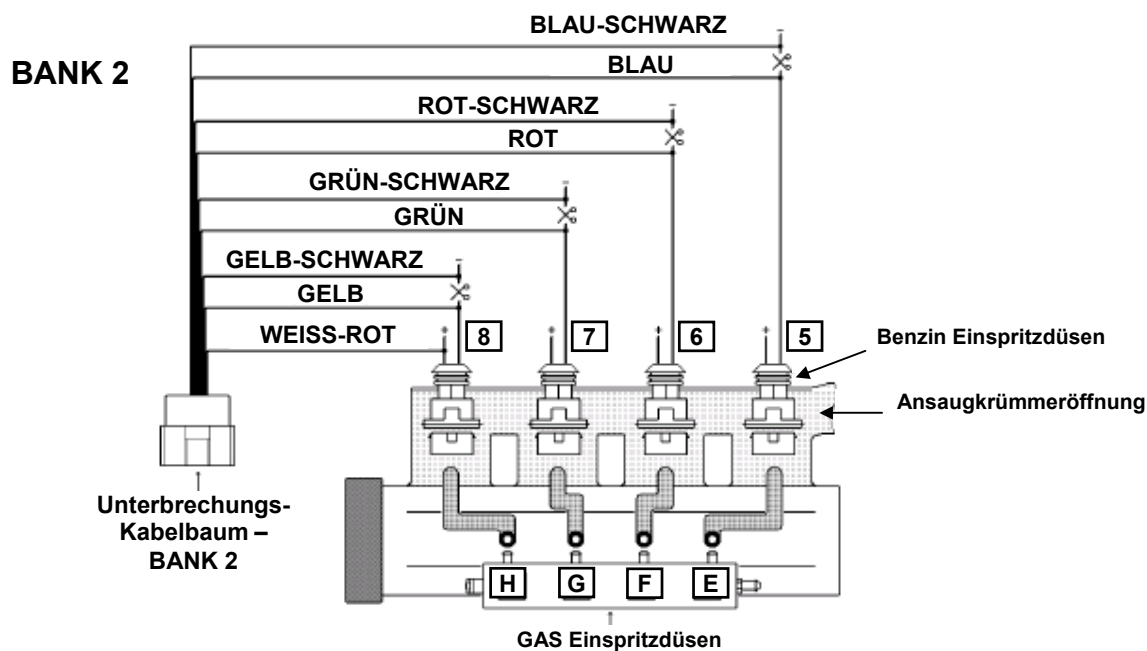 BLAU-SCHWARZ
BANK 2
BLAU
ROT-SCHWARZ
ROT
GRÜN-SCHWARZ
GRÜN
GELB-SCHWARZ
GELB
WEISS-ROT
8
7
6
5
Benzin Einspritzdüsen
Ansaugkrümmeröffnung
Unterbrechungs-
Kabelbaum –
BANK 2
H
G
F
E
GAS Einspritzdüsen